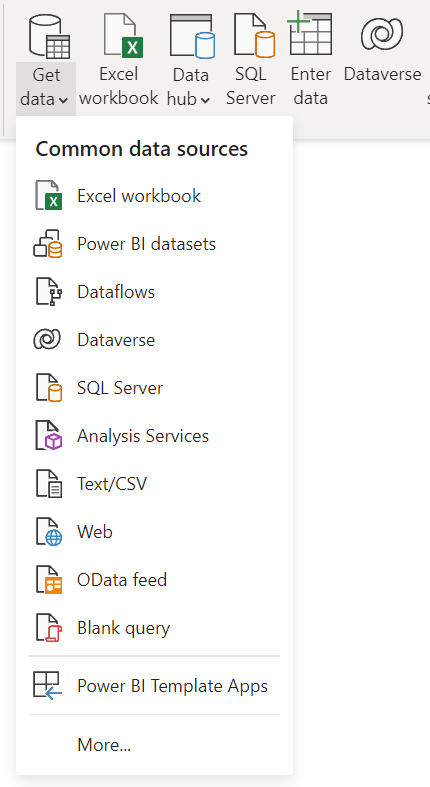 Get data
Excel workbook
Data hub
SQL Server
Enter data
Dataverse
Common data sources
Excel workbook
Power BI datasets
Dataflows
Dataverse
SQL Server
Analysis Services
Text/CSV
Web
OData feed
Blank query
Power BI Template Apps
More...